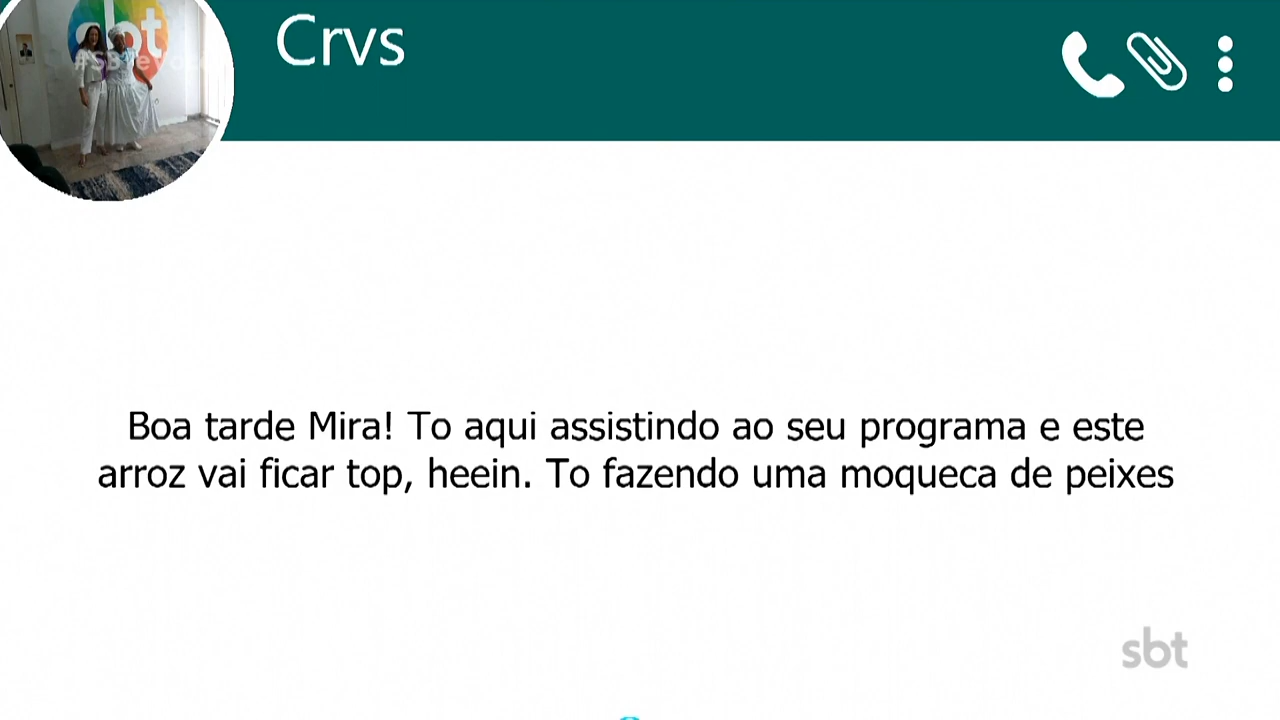 Crvs
sbt
Boa tarde Mira! To aqui assistindo ao seu programa e este
arroz vai ficar top, heein. To fazendo uma moqueca de peixes
sbt